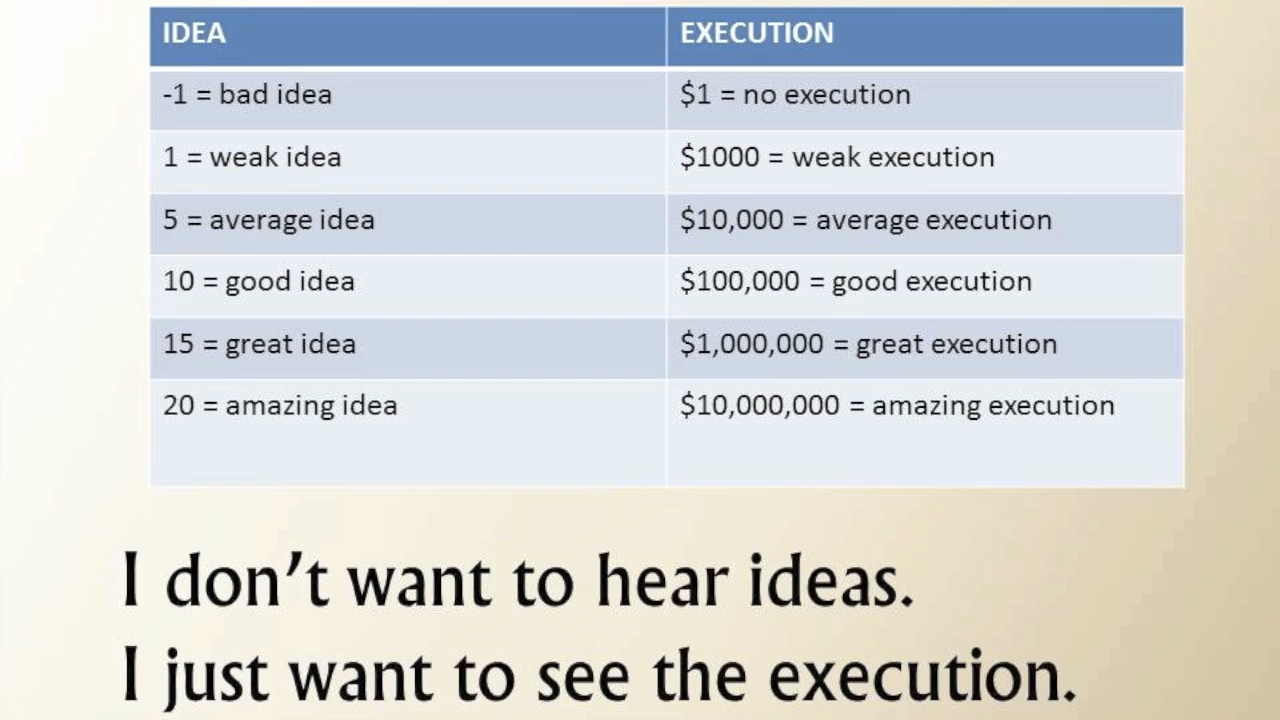 IDEA EXECUTION
-1 = bad idea $1 = no execution
1 = weak idea $1000 = weak execution
5 = average idea $10,000 = average execution
10 = good idea $100,000 = good execution
15 = great idea $1,000,000 = great execution
20 = amazing idea $10,000,000 = amazing execution
I don’t want to hear ideas.
I just want to see the execution.